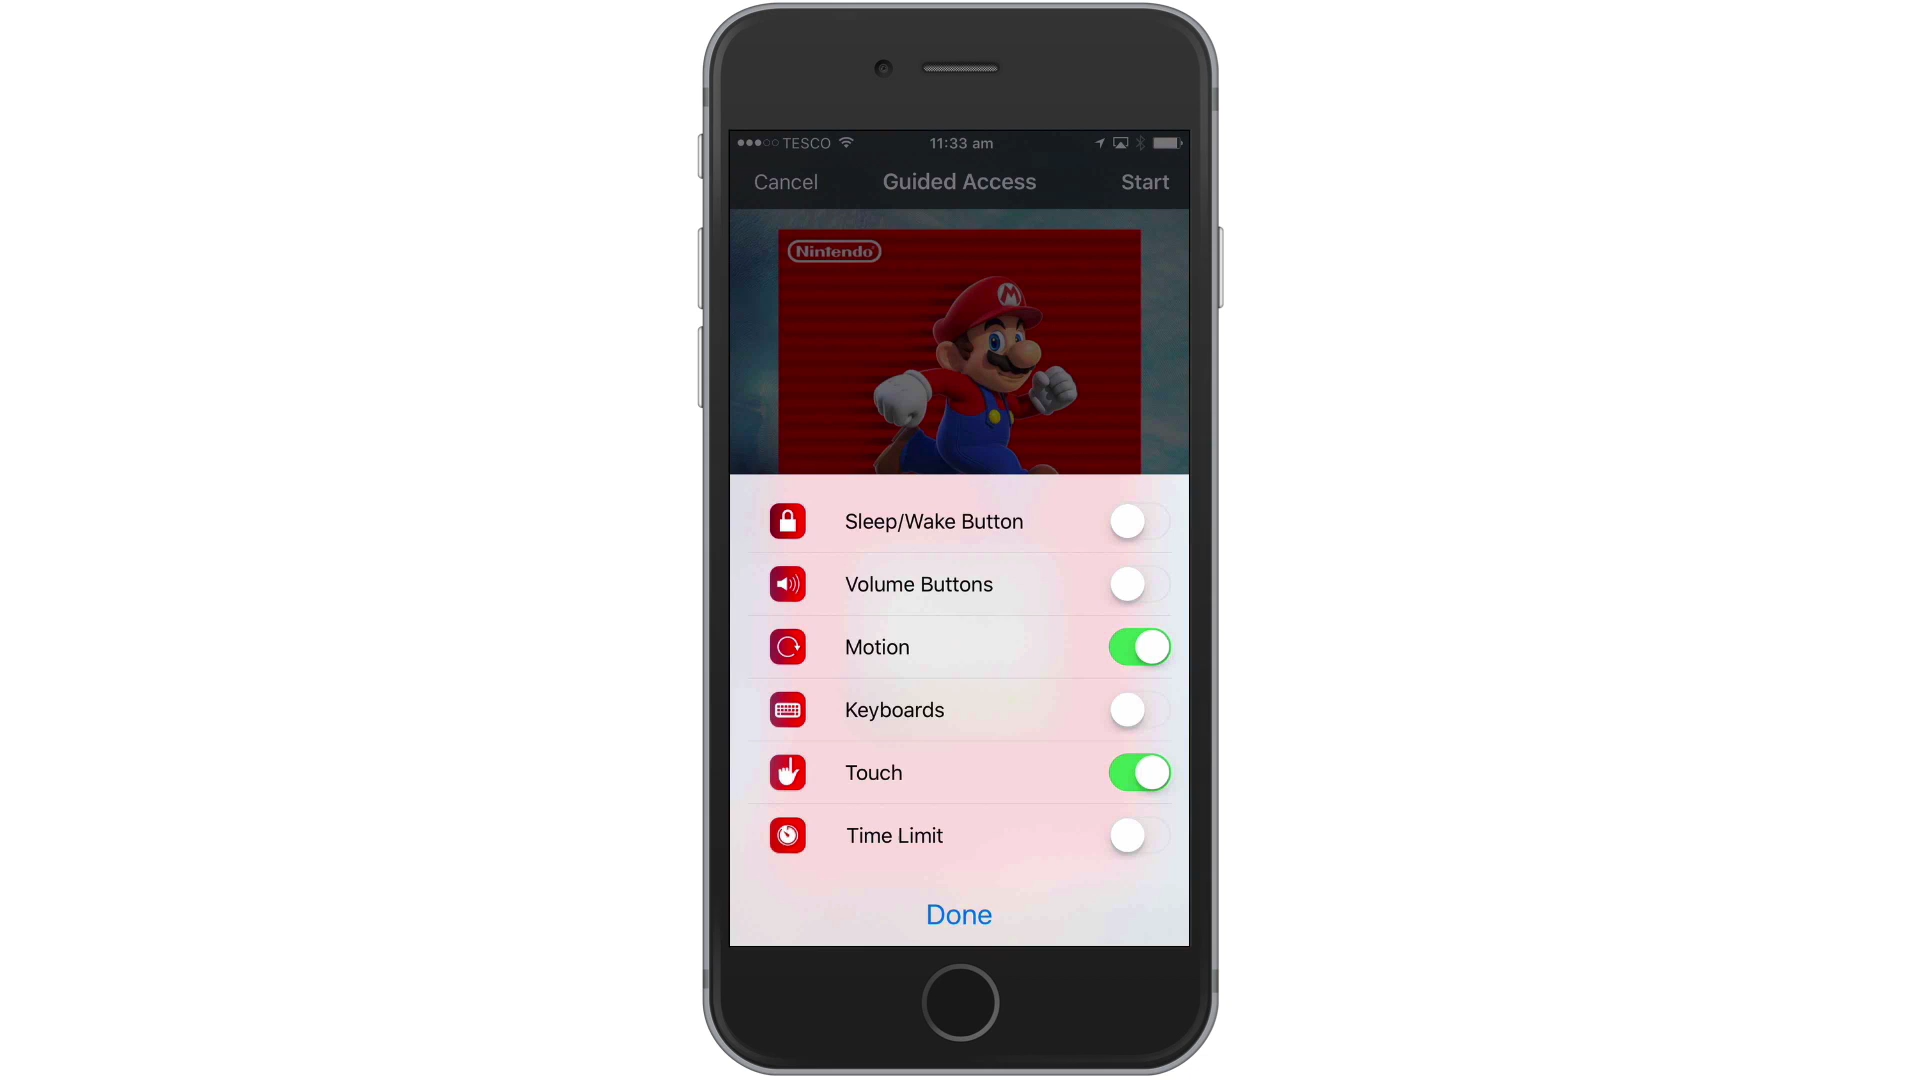 TESCO 11:33 am
Cancel Guided Access Start
Nintendo
M
Sleep/Wake Button
Volume Buttons
Motion
Keyboards
Touch
Time Limit
Done